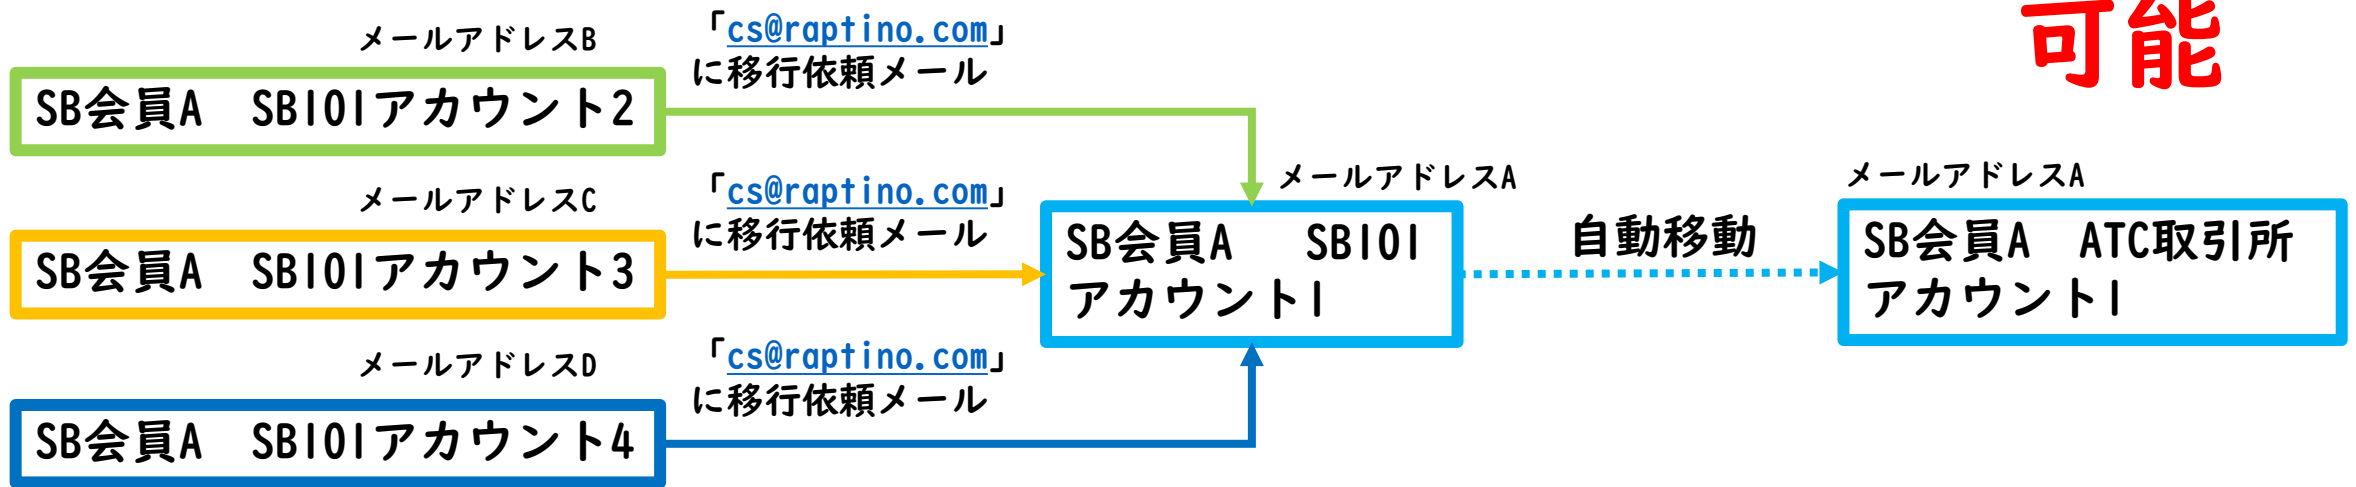 可能
メールアドレスB
「cs@raptino.com」
に移行依頼メール
SB会員A　SB101アカウント2
メールアドレスC
「cs@raptino.com」
に移行依頼メール
SB会員A　SB101アカウント3
メールアドレスA
SB会員A　SB101
アカウント1
自動移動
メールアドレスA
SB会員A　ATC取引所
アカウント1
メールアドレスD
「cs@raptino.com」
に移行依頼メール
SB会員A　SB101アカウント4